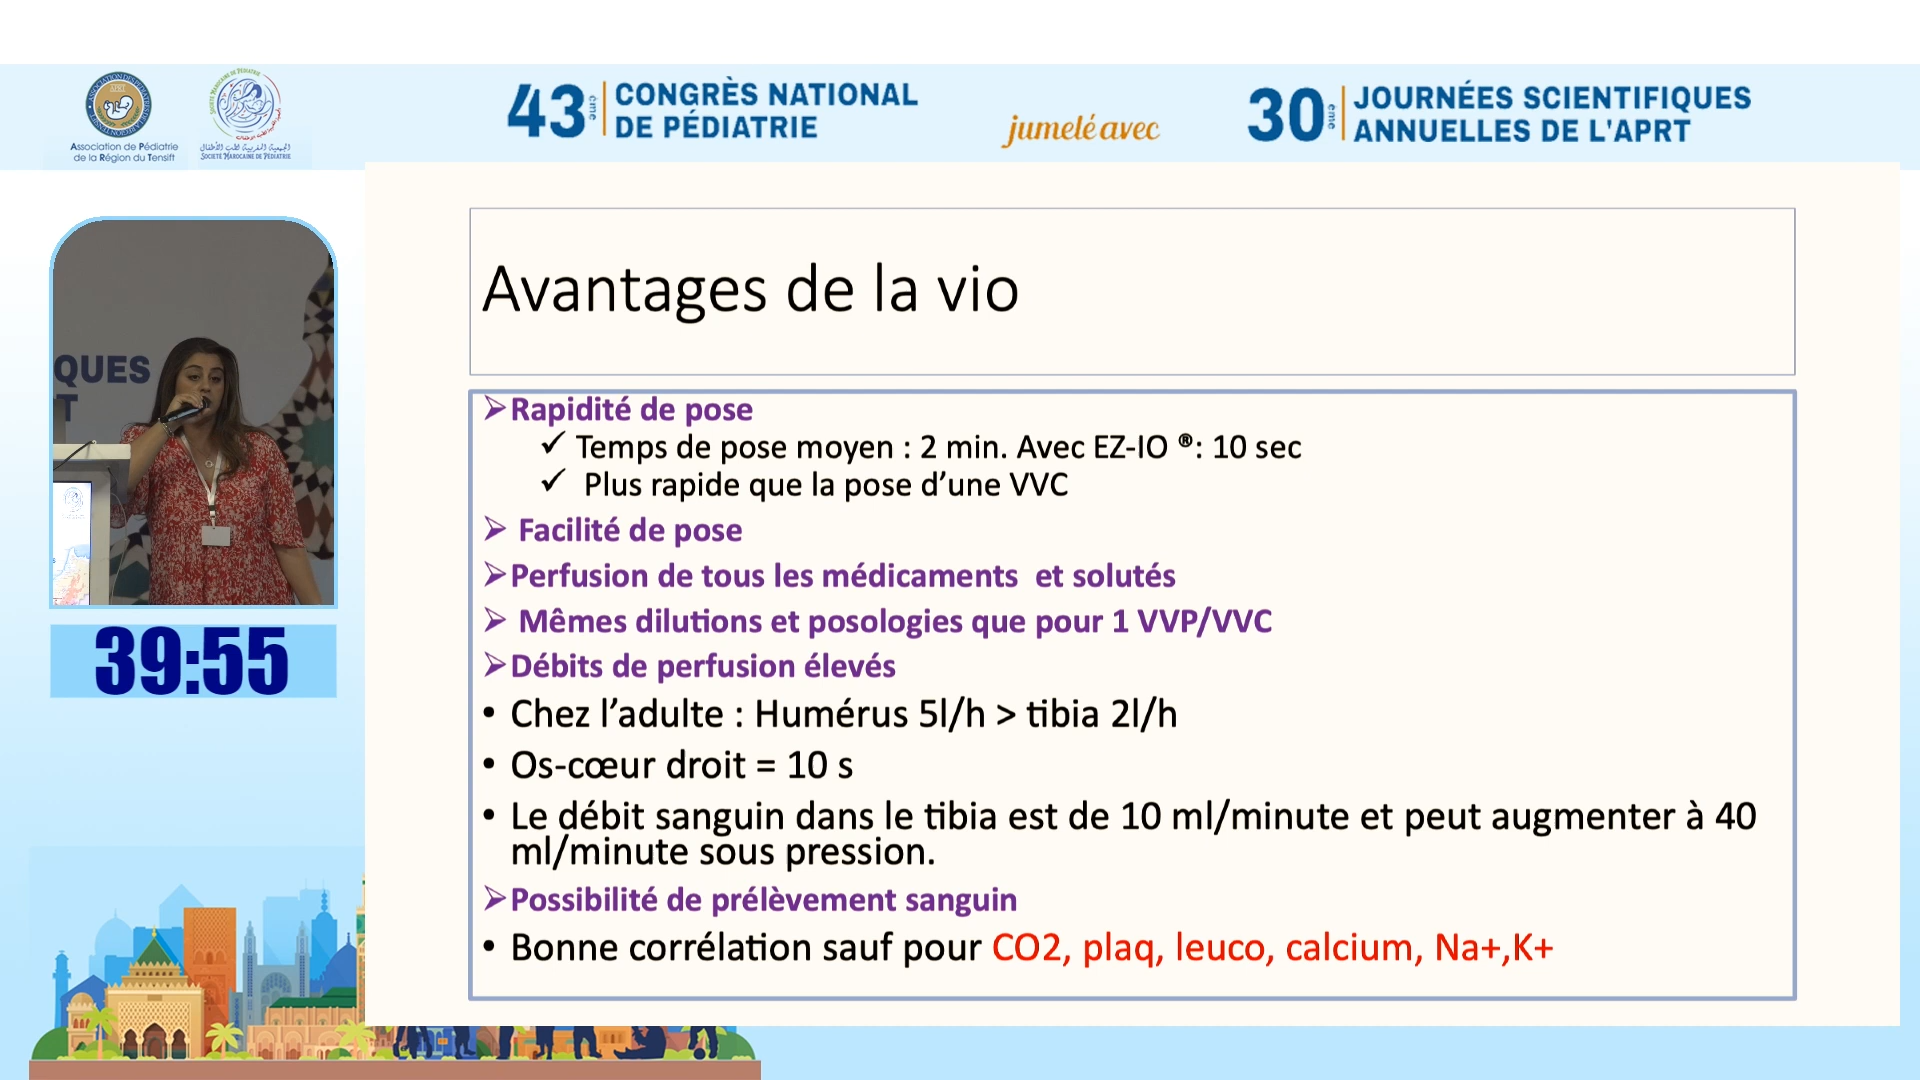 Association de Pédiatrie
de la Région du Tensift
SOCIÉTÉ MAROCAINE DE PÉDIATRIE
43ème CONGRÈS NATIONAL
DE PÉDIATRIE
jumelé avec
30ème JOURNÉES SCIENTIFIQUES
ANNUELLES DE L'APRT
QUES
T
39:55
Avantages de la vio
➢Rapidité de pose
✓ Temps de pose moyen : 2 min. Avec EZ-IO ®: 10 sec
✓ Plus rapide que la pose d’une VVC
➢ Facilité de pose
➢Perfusion de tous les médicaments et solutés
➢ Mêmes dilutions et posologies que pour 1 VVP/VVC
➢Débits de perfusion élevés
• Chez l’adulte : Humérus 5l/h > tibia 2l/h
• Os-cœur droit = 10 s
• Le débit sanguin dans le tibia est de 10 ml/minute et peut augmenter à 40
ml/minute sous pression.
➢Possibilité de prélèvement sanguin
• Bonne corrélation sauf pour CO2, plaq, leuco, calcium, Na+,K+